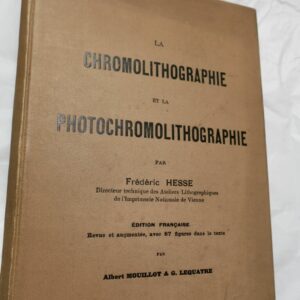 LA
CHROMOLITHOGRAPHIE
ET LA
PHOTOCHROMOLITHOGRAPHIE
PAR
Frédéric HESSE
Directeur technique des Ateliers Lithographiques
de l'Imprimerie Nationale de Vienne
ÉDITION FRANÇAISE
Revue et augmentée, avec 87 figures dans le texte
PAR
Albert MOUILLOT & G. LEQUATRE